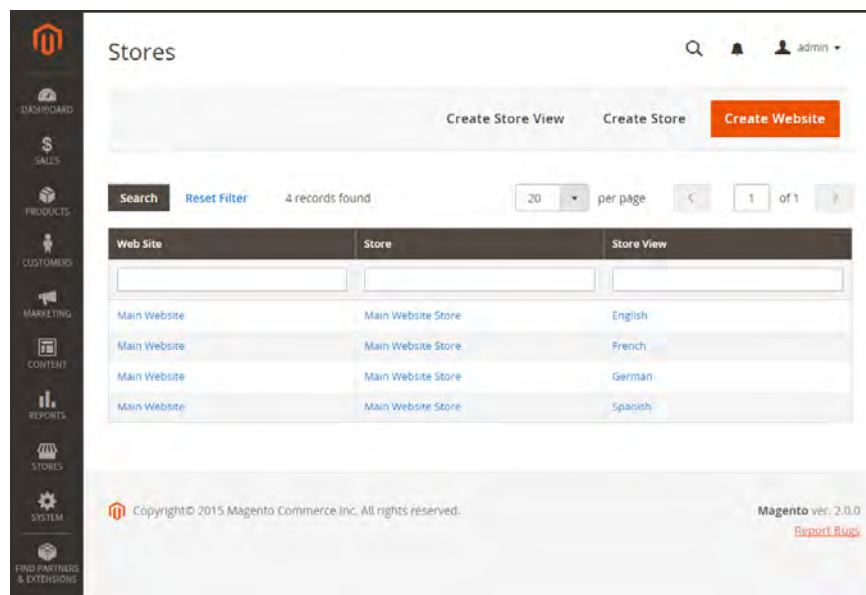 Stores
admin
Create Store View Create Store Create Website
Search Reset Filter 4 records found 20 per page 1 of 1
Web Site Store Store View
Main Website Main Website Store English
Main Website Main Website Store French
Main Website Main Website Store German
Main Website Main Website Store Spanish
DASHBOARD
SALES
PRODUCTS
CUSTOMERS
MARKETING
CONTENT
REPORTS
STORES
SYSTEM
FIND PARTNERS
& EXTENSIONS
Copyright© 2015 Magento Commerce Inc. All rights reserved.
Magento ver. 2.0.0
Report Bugs